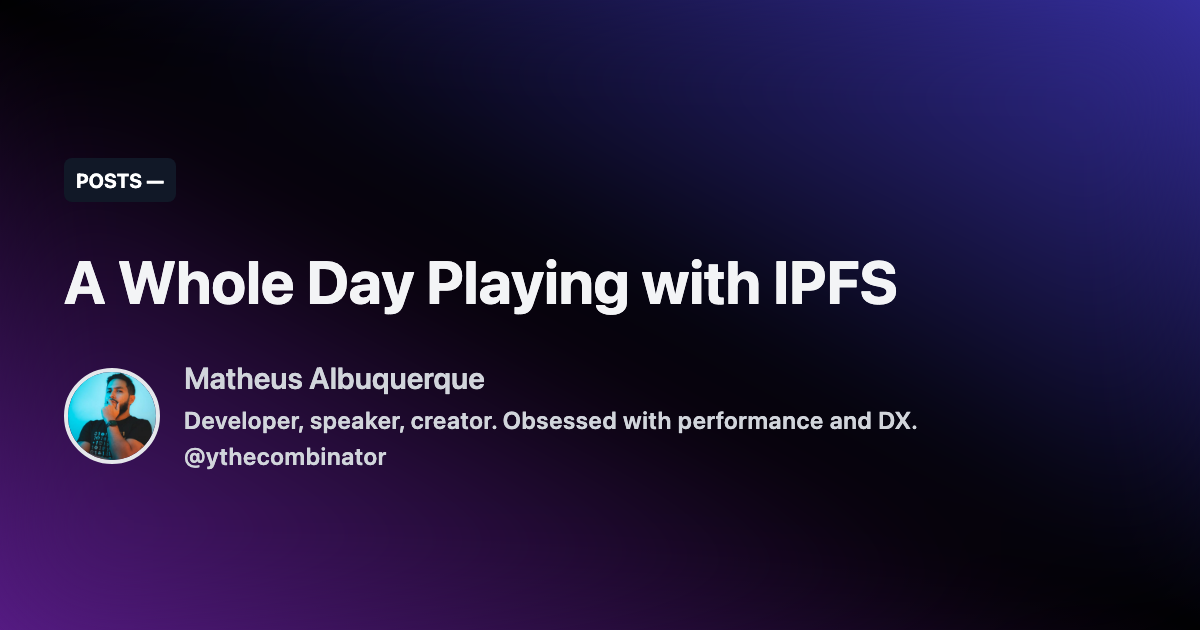 POSTS —
A Whole Day Playing with IPFS
Matheus Albuquerque
Developer, speaker, creator. Obsessed with performance and DX.
@ythecombinator